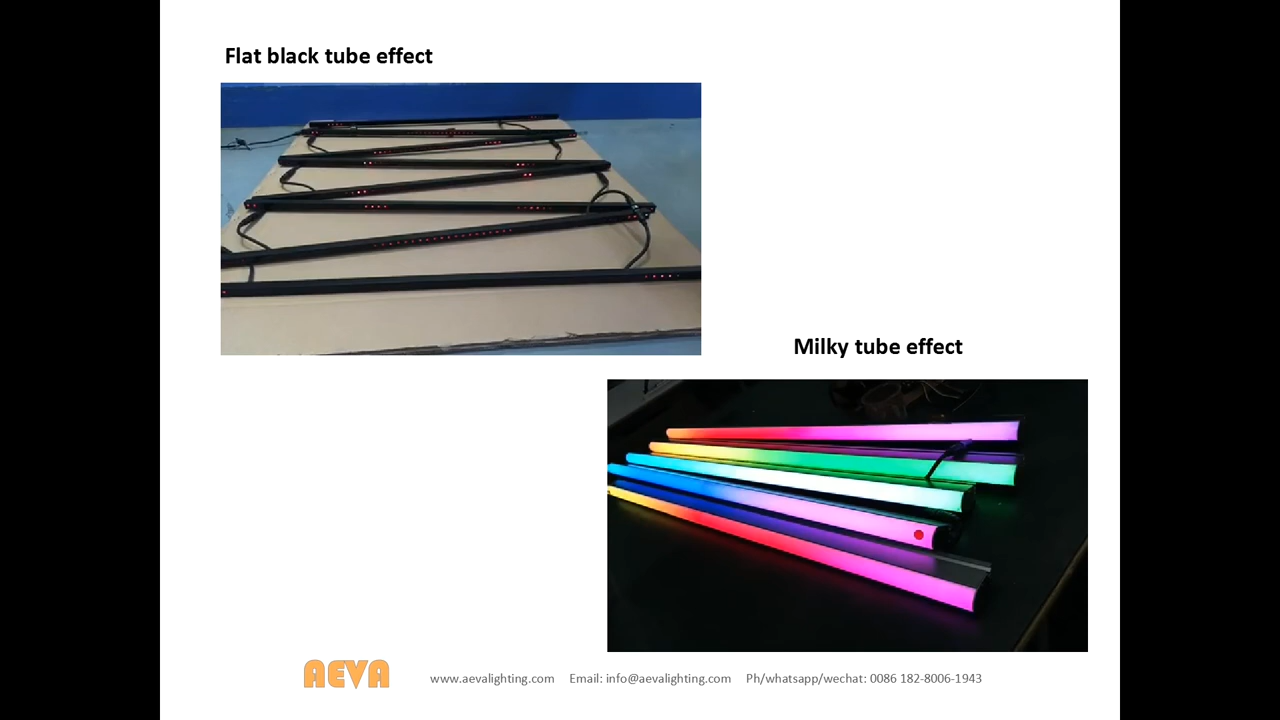 Flat black tube effect
Milky tube effect
AEVA
www.aevalighting.com Email: info@aevalighting.com Ph/whatsapp/wechat: 0086 182-8006-1943